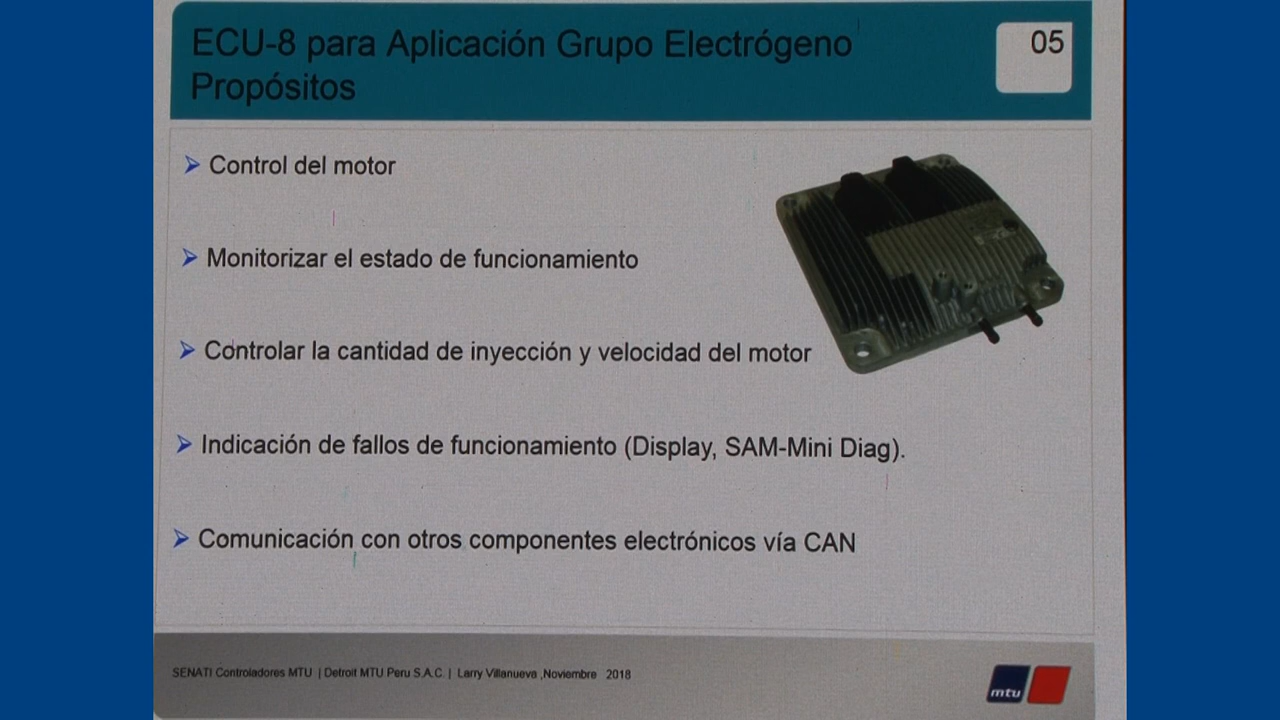 ECU-8 para Aplicación Grupo Electrógeno
Propósitos
05
Control del motor
Monitorizar el estado de funcionamiento
Controlar la cantidad de inyección y velocidad del motor
Indicación de fallos de funcionamiento (Display, SAM-Mini Diag).
Comunicación con otros componentes electrónicos vía CAN
SENATI Controladores MTU | Detroit MTU Peru S.A.C. | Larry Villanueva ,Noviembre 2018
mtu